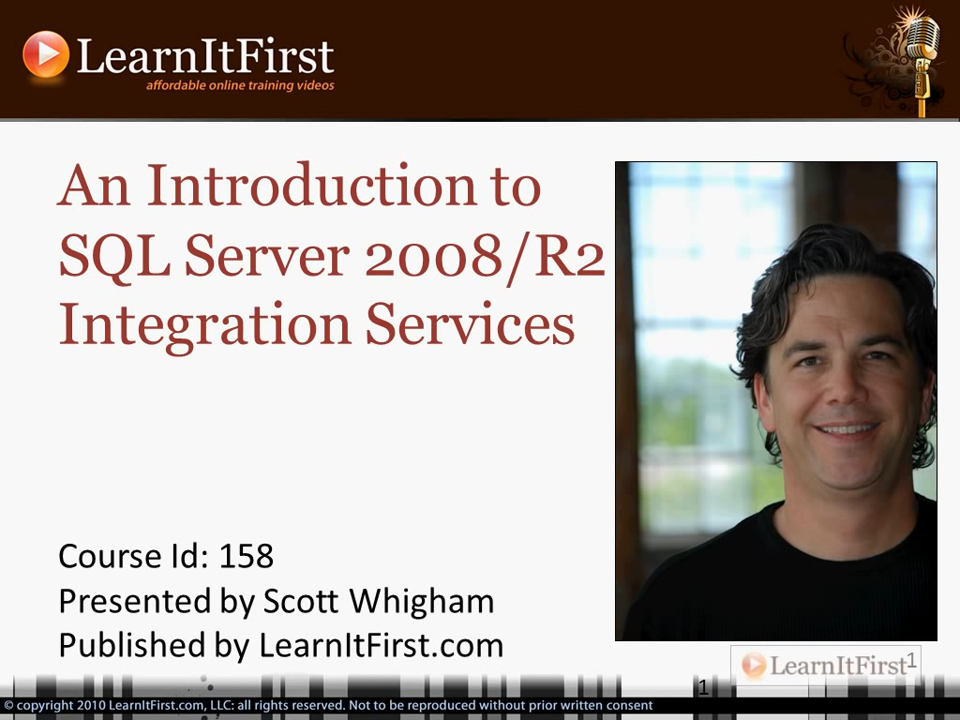 LearnItFirst
affordable online training videos
An Introduction to
SQL Server 2008/R2
Integration Services
Course Id: 158
Presented by Scott Whigham
Published by LearnItFirst.com
LearnItFirst
1
1
© copyright 2010 LearnItFirst.com, LLC: all rights reserved. Not to be reproduced without prior written consent